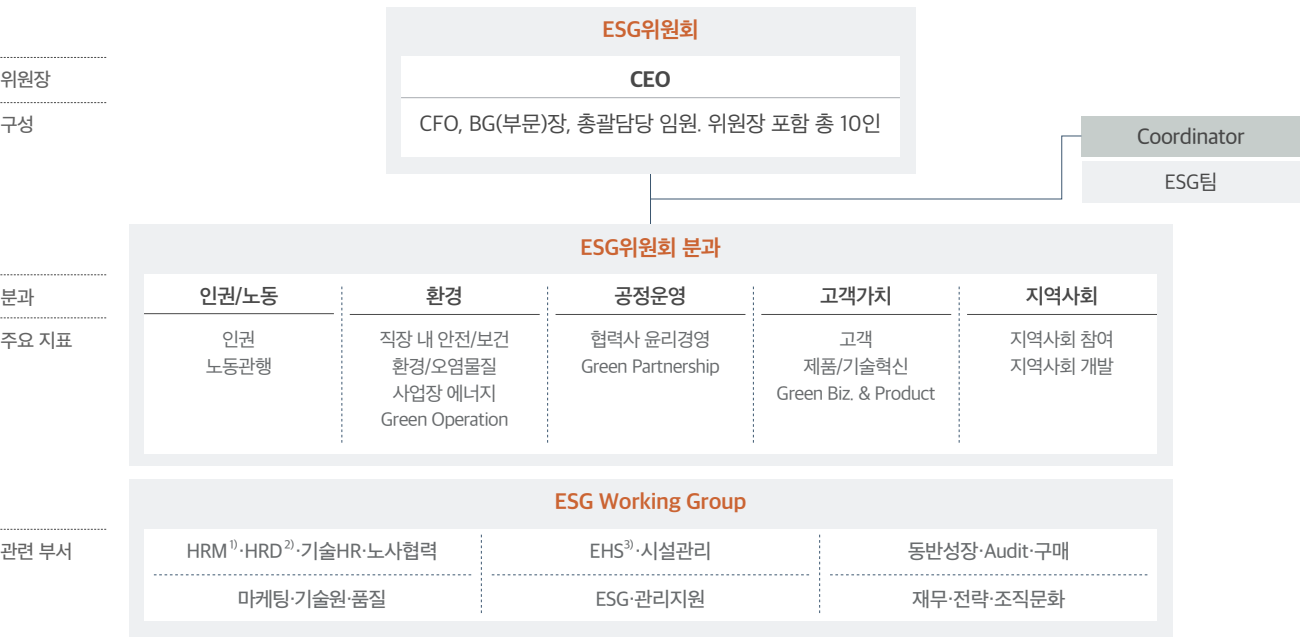 ESG위원회
위원장
CEO
구성
CFO, BG(부문)장, 총괄담당 임원. 위원장 포함 총 10인
Coordinator
ESG팀
ESG위원회 분과
분과
인권/노동
환경
공정운영
고객가치
지역사회
주요 지표
인권
노동관행
직장 내 안전/보건
환경/오염물질
사업장 에너지
Green Operation
협력사 윤리경영
Green Partnership
고객
제품/기술혁신
Green Biz. & Product
지역사회 참여
지역사회 개발
ESG Working Group
관련 부서
HRM1)·HRD2)·기술HR·노사협력
EHS3)·시설관리
동반성장·Audit·구매
마케팅·기술원·품질
ESG·관리지원
재무·전략·조직문화